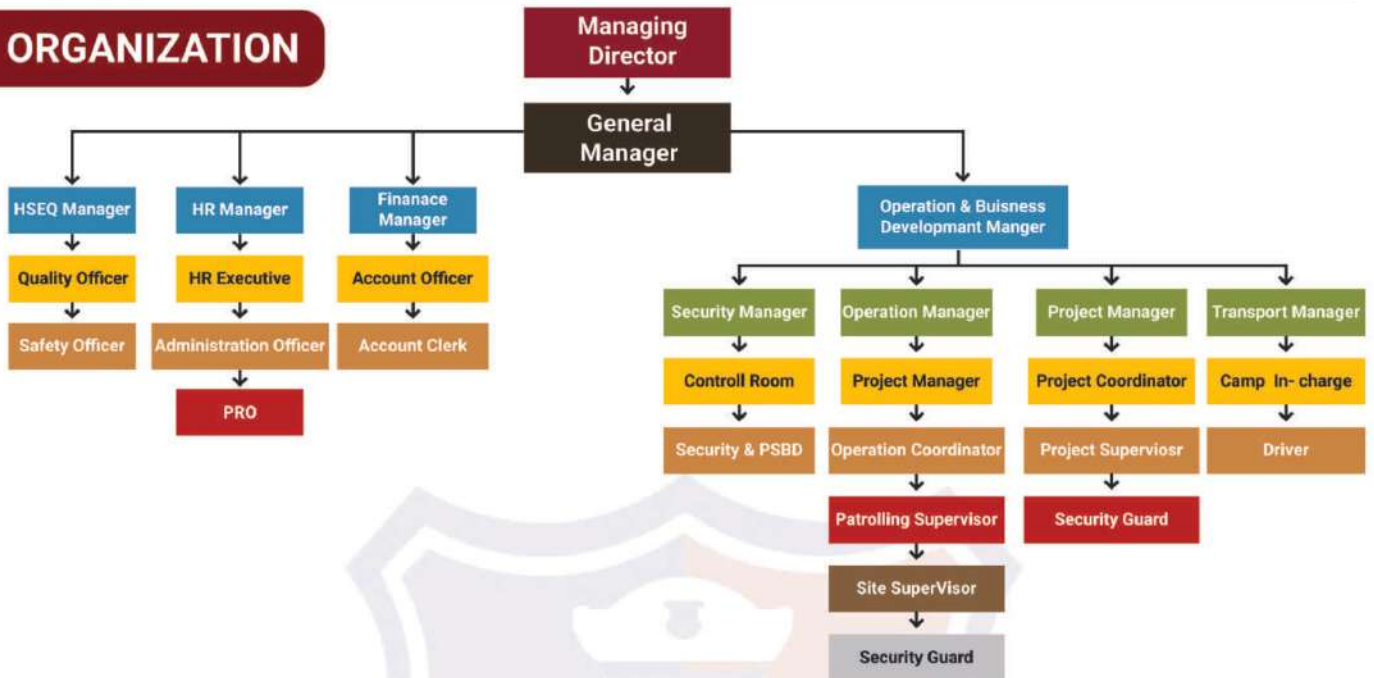 ORGANIZATION
Managing
Director
General
Manager
HSEQ Manager
Quality Officer
Safety Officer
HR Manager
HR Executive
Administration Officer
PRO
Finanace
Manager
Account Officer
Account Clerk
Operation & Buisness
Developmant Manger
Security Manager
Controll Room
Security & PSBD
Operation Manager
Project Manager
Operation Coordinator
Patrolling Supervisor
Site SuperVisor
Security Guard
Project Manager
Project Coordinator
Project Superviosr
Security Guard
Transport Manager
Camp In- charge
Driver